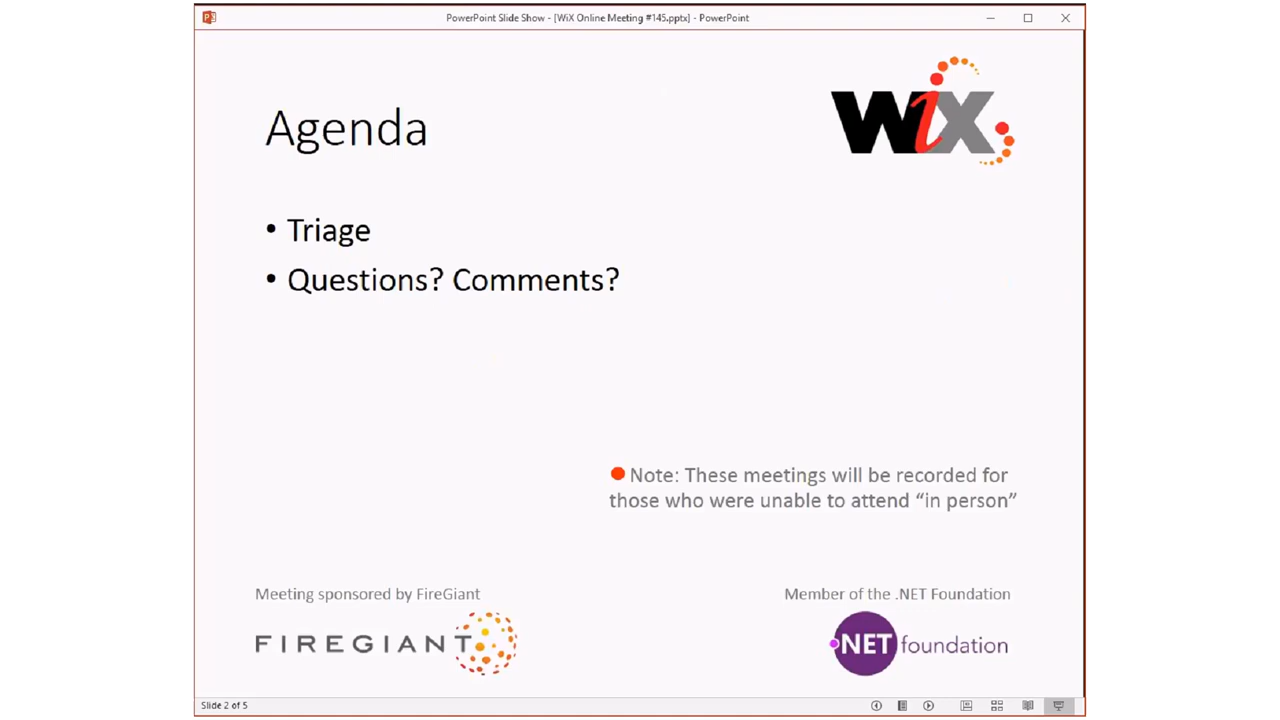 PowerPoint Slide Show - [WiX Online Meeting #145.pptx] - PowerPoint
WiX
Agenda
• Triage
• Questions? Comments?
Note: These meetings will be recorded for
those who were unable to attend “in person”
Meeting sponsored by FireGiant
FIREGIANT
Member of the .NET Foundation
.NET foundation
Slide 2 of 5